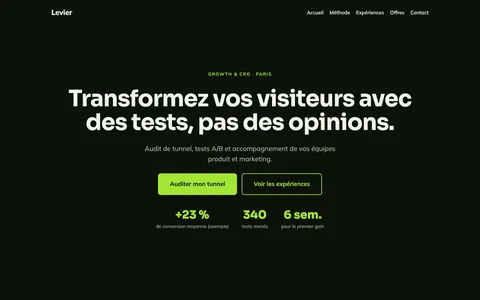 Levier
Accueil Méthode Expériences Offres Contact
GROWTH & CRO · PARIS
Transformez vos visiteurs avec
des tests, pas des opinions.
Audit de tunnel, tests A/B et accompagnement de vos équipes
produit et marketing.
Auditer mon tunnel
Voir les expériences
+23 %
de conversion moyenne (exemple)
340
tests menés
6 sem.
pour le premier gain